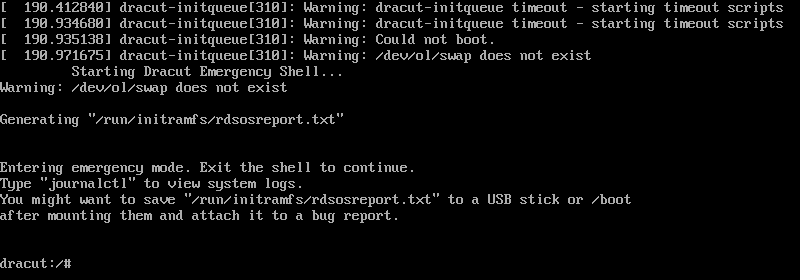 [  190.412840] dracut-initqueue[310]: Warning: dracut-initqueue timeout - starting timeout scripts
[  190.934680] dracut-initqueue[310]: Warning: dracut-initqueue timeout - starting timeout scripts
[  190.935138] dracut-initqueue[310]: Warning: Could not boot.
[  190.971675] dracut-initqueue[310]: Warning: /dev/ol/swap does not exist
         Starting Dracut Emergency Shell...
Warning: /dev/ol/swap does not exist
Generating "/run/initramfs/rdsosreport.txt"
Entering emergency mode. Exit the shell to continue.
Type "journalctl" to view system logs.
You might want to save "/run/initramfs/rdsosreport.txt" to a USB stick or /boot
after mounting them and attach it to a bug report.
dracut:/#